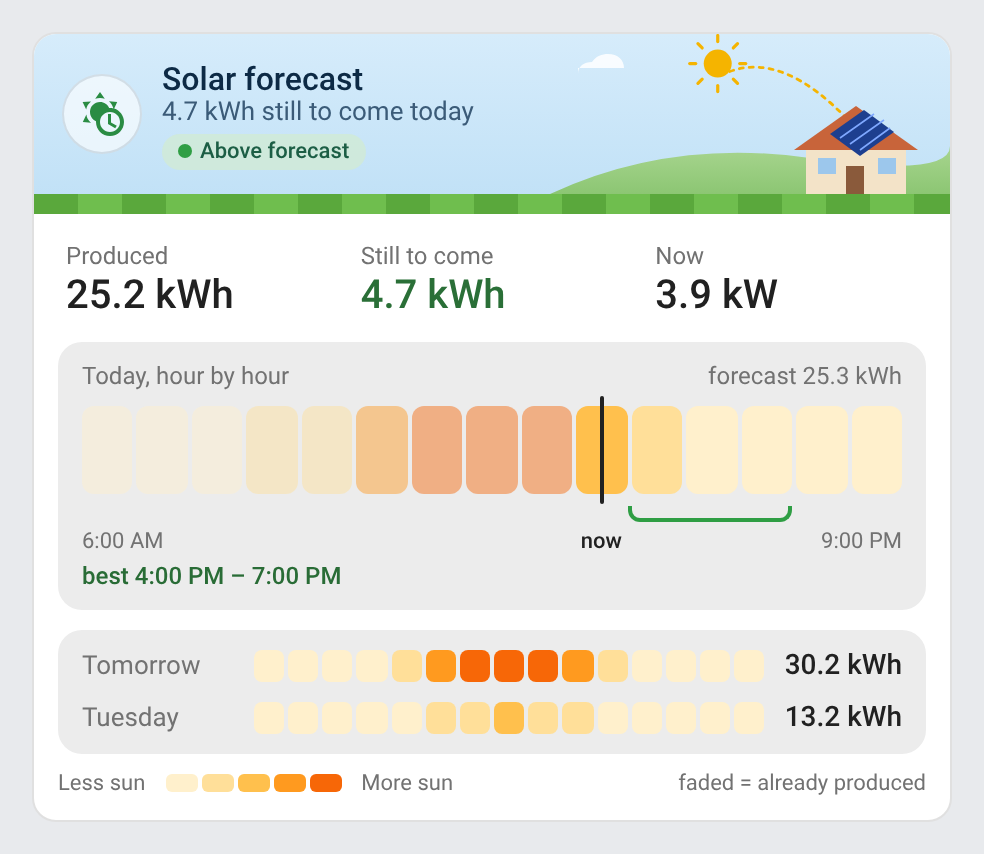 Solar forecast
4.7 kWh still to come today
Above forecast
Produced
25.2 kWh
Still to come
4.7 kWh
Now
3.9 kW
Today, hour by hour
forecast 25.3 kWh
6:00 AM
now
9:00 PM
best 4:00 PM – 7:00 PM
Tomorrow
30.2 kWh
Tuesday
13.2 kWh
Less sun
More sun
faded = already produced